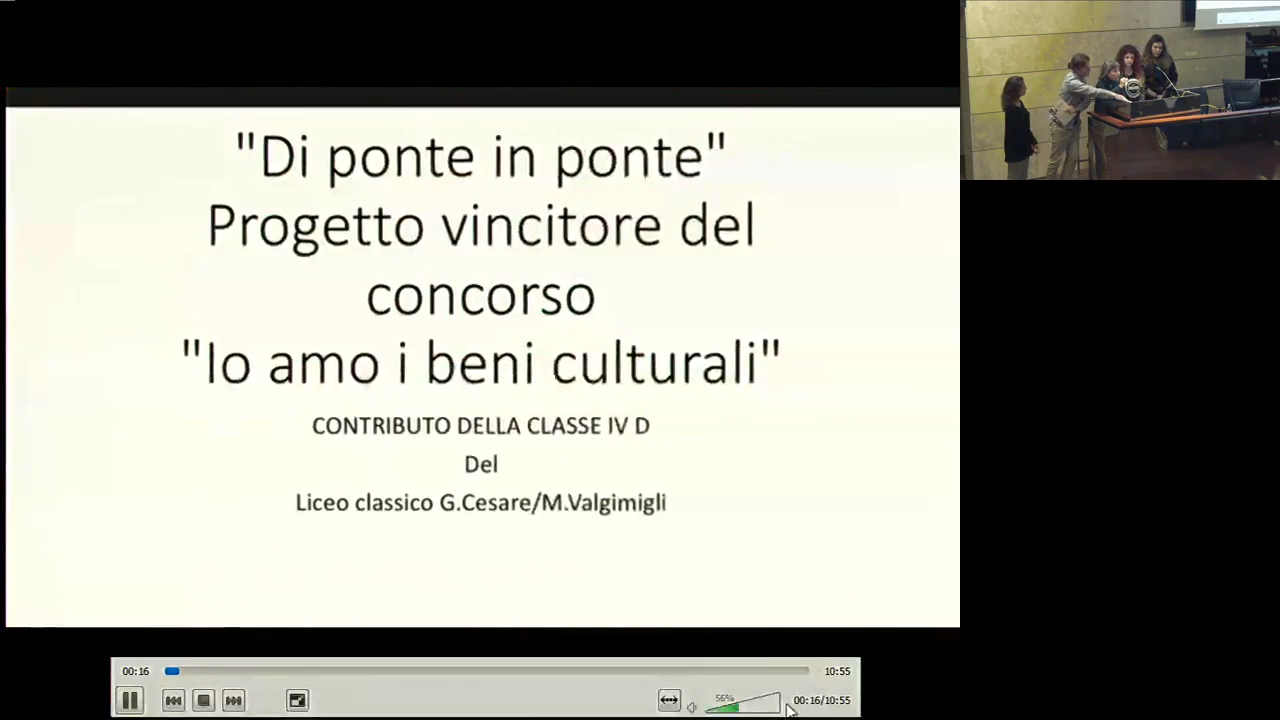 "Di ponte in ponte"
Progetto vincitore del
concorso
"Io amo i beni culturali"
CONTRIBUTO DELLA CLASSE IV D
Del
Liceo classico G.Cesare/M.Valgimigli
00:16
10:55
56%
00:16/10:55